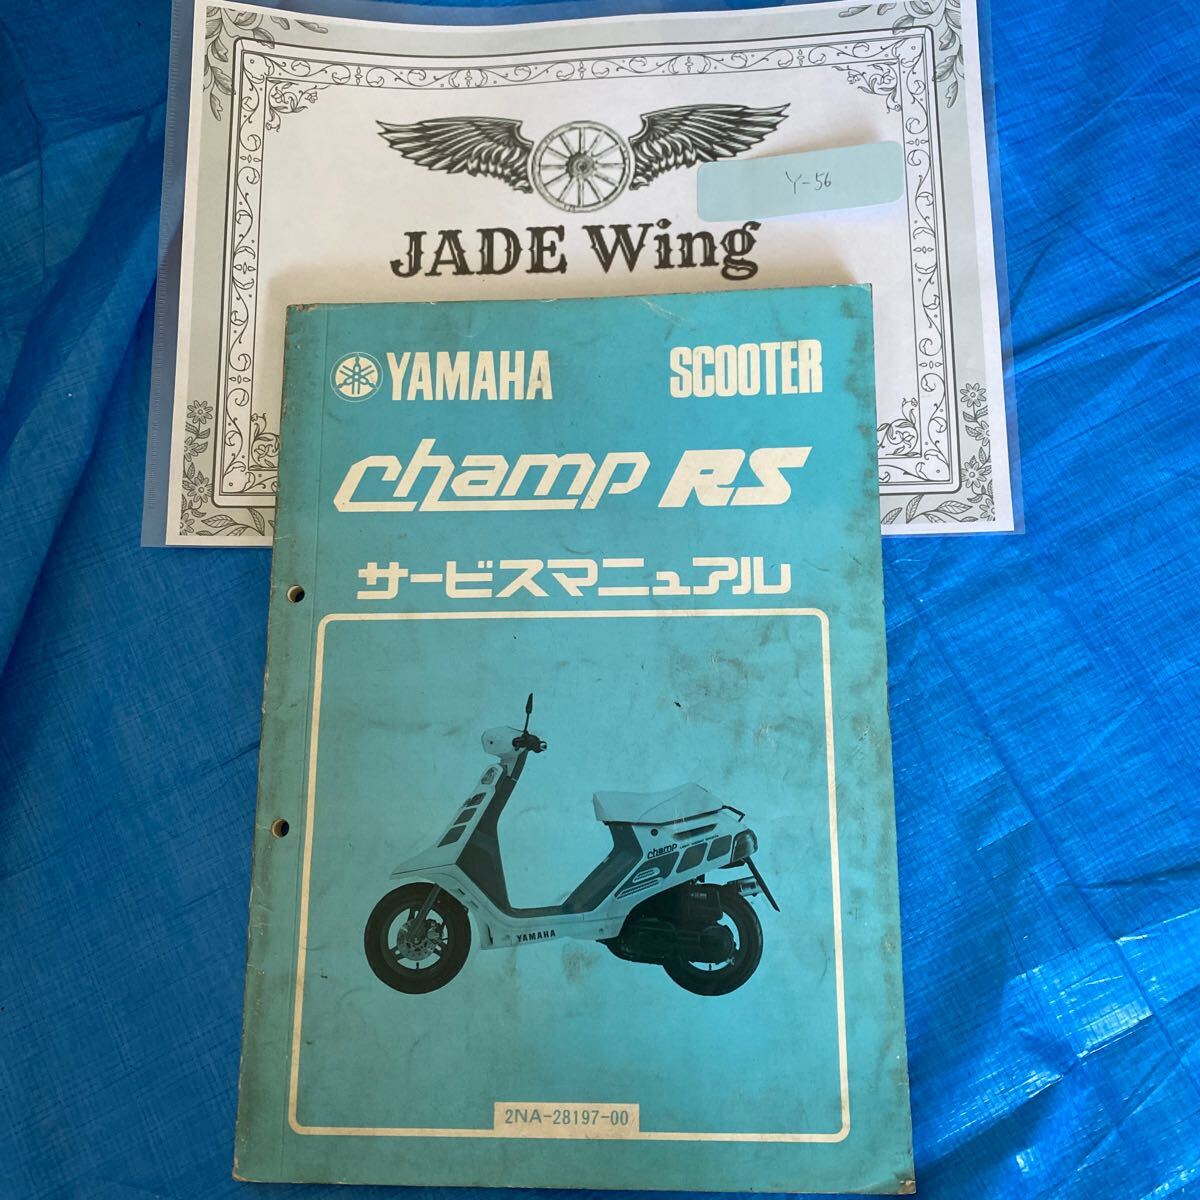 Y-56
JADE Wing
YAMAHA SCOOTER
champ RS
サービスマニュアル
champ
YAMAHA
2NA-28197-00